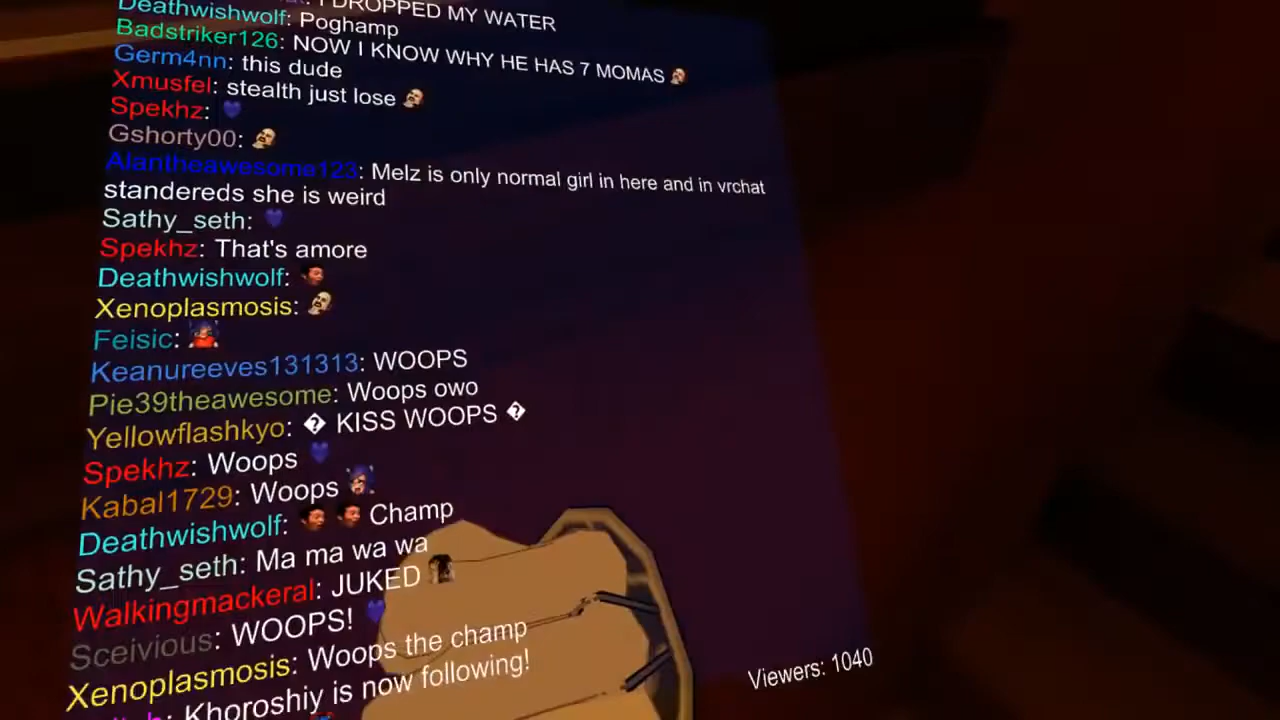 I DROPPED MY WATER
Deathwishwolf: Poghamp
Badstriker126: NOW I KNOW WHY HE HAS 7 MOMAS
Germ4nn: this dude
Xmusfel: stealth just lose
Spekhz:
Gshorty00:
Alantheawesome123: Melz is only normal girl in here and in vrchat
standereds she is weird
Sathy_seth:
Spekhz: That's amore
Deathwishwolf:
Xenoplasmosis:
Feisic:
Keanureeves131313: WOOPS
Pie39theawesome: Woops owo
Yellowflashkyo: � KISS WOOPS �
Spekhz: Woops
Kabal1729: Woops
Deathwishwolf: Champ
Sathy_seth: Ma ma wa wa
Walkingmackeral: JUKED
Sceivious: WOOPS!
Xenoplasmosis: Woops the champ
Khoroshiy is now following!
Viewers: 1040